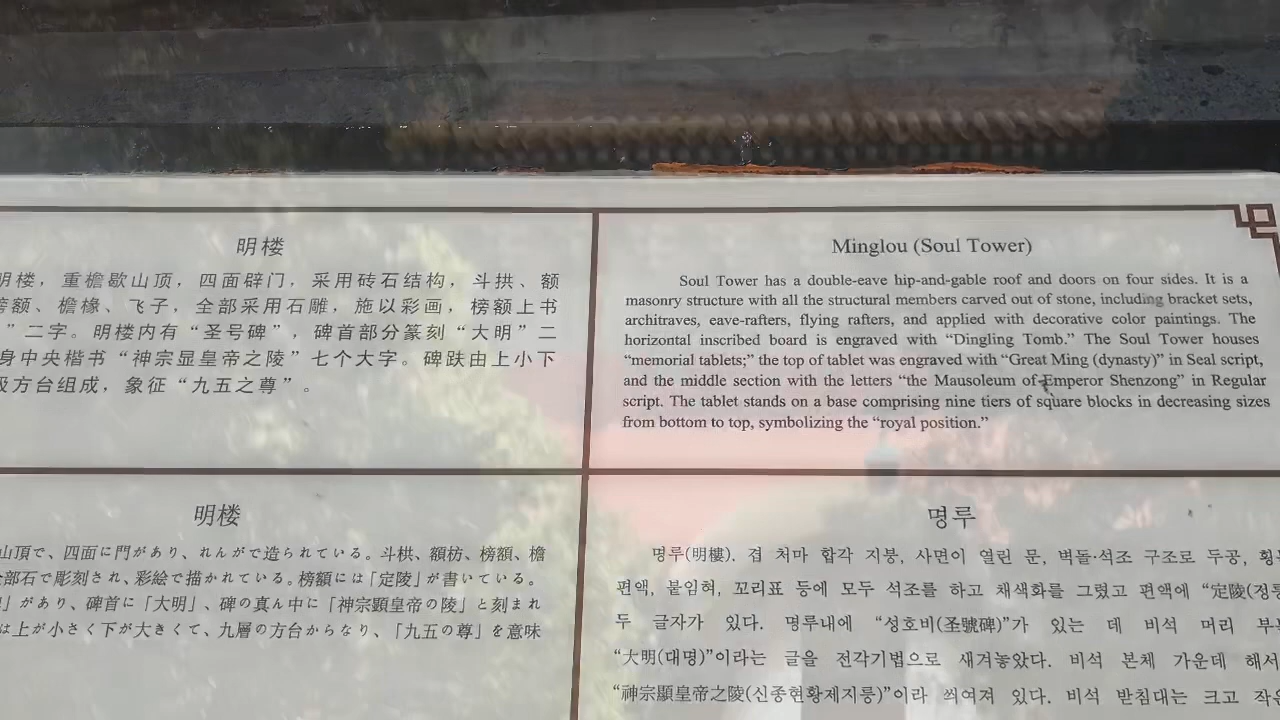 明楼
明楼，重檐歇山顶，四面辟门，采用砖石结构，斗拱、额
榜额、檐椽、飞子，全部采用石雕，施以彩画，榜额上书
”二字。明楼内有“圣号碑”，碑首部分篆刻“大明”二
身中央楷书“神宗显皇帝之陵”七个大字。碑趺由上小下
级方台组成，象征“九五之尊”。
Minglou (Soul Tower)
Soul Tower has a double-eave hip-and-gable roof and doors on four sides. It is a
masonry structure with all the structural members carved out of stone, including bracket sets,
architraves, eave-rafters, flying rafters, and applied with decorative color paintings. The
horizontal inscribed board is engraved with “Dingling Tomb.” The Soul Tower houses
“memorial tablets;” the top of tablet was engraved with “Great Ming (dynasty)” in Seal script,
and the middle section with the letters “the Mausoleum of Emperor Shenzong” in Regular
script. The tablet stands on a base comprising nine tiers of square blocks in decreasing sizes
from bottom to top, symbolizing the “royal position.”
明楼
山頂で、四面に門があり、れんがで造られている。斗栱、額枋、榜額、檐
全部石で彫刻され、彩絵で描かれている。榜額には「定陵」が書いている。
」があり、碑首に「大明」、碑の真ん中に「神宗顕皇帝の陵」と刻まれ
は上が小さく下が大きくて、九層の方台からなり、「九五の尊」を意味
명루
명루(明樓). 겹 처마 합각 지붕, 사면이 열린 문, 벽돌·석조 구조로 두공, 횡
편액, 붙임혀, 꼬리표 등에 모두 석조를 하고 채색화를 그렸고 편액에 “定陵(정릉
두 글자가 있다. 명루내에 “성호비(圣號碑)”가 있는 데 비석 머리 부
“大明(대명)”이라는 글을 전각기법으로 새겨놓았다. 비석 본체 가운데 해서
“神宗顯皇帝之陵(신종현황제지릉)”이라 씌여져 있다. 비석 받침대는 크고 작은